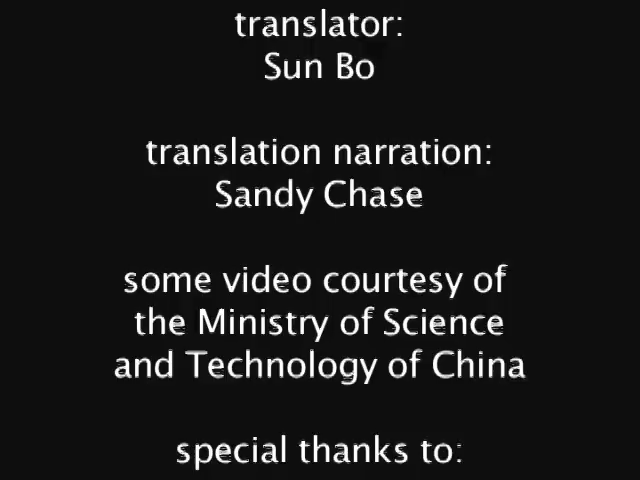 translator:
Sun Bo
translation narration:
Sandy Chase
some video courtesy of
the Ministry of Science
and Technology of China
special thanks to: